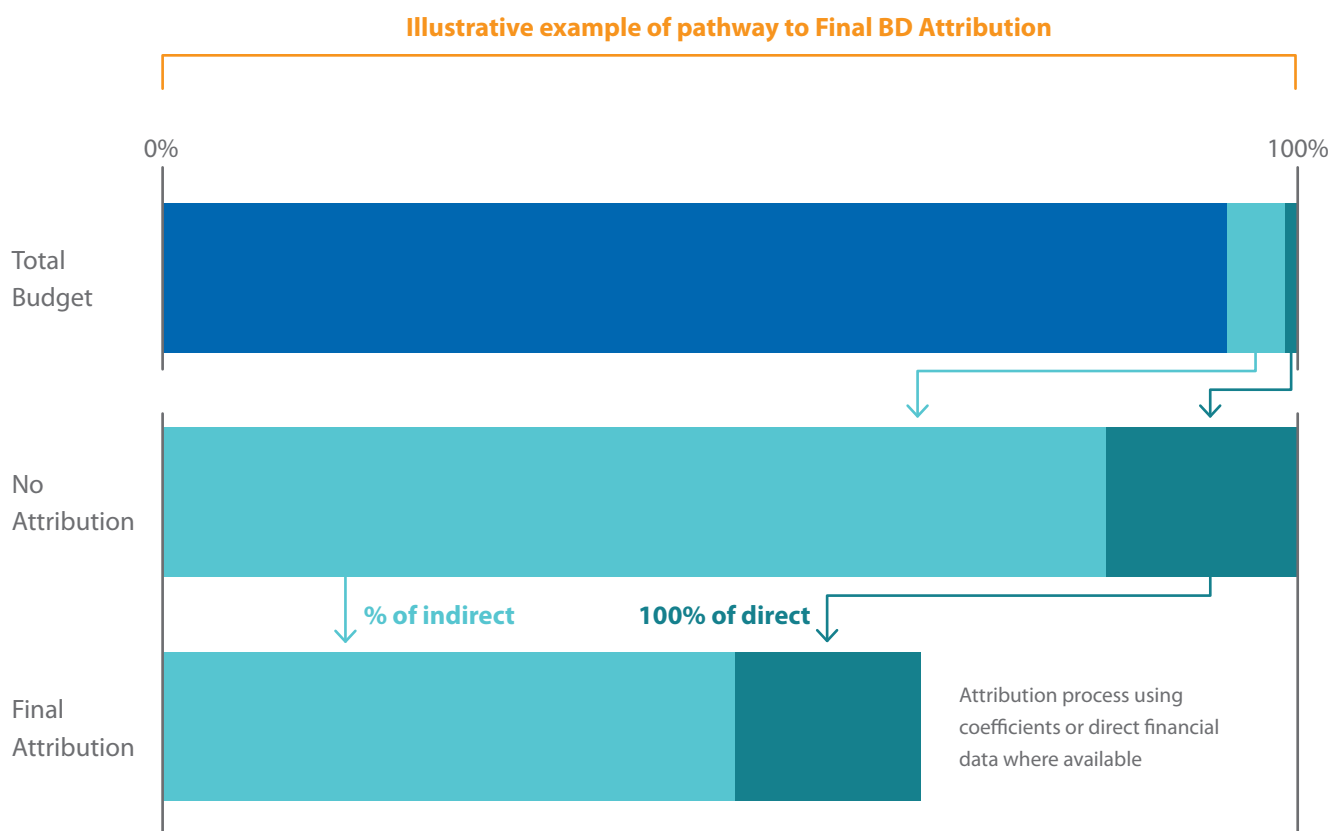 Illustrative example of pathway to Final BD Attribution
0%
100%
Total
Budget
No
Attribution
% of indirect
100% of direct
Final
Attribution
Attribution process using
coefficients or direct financial
data where available